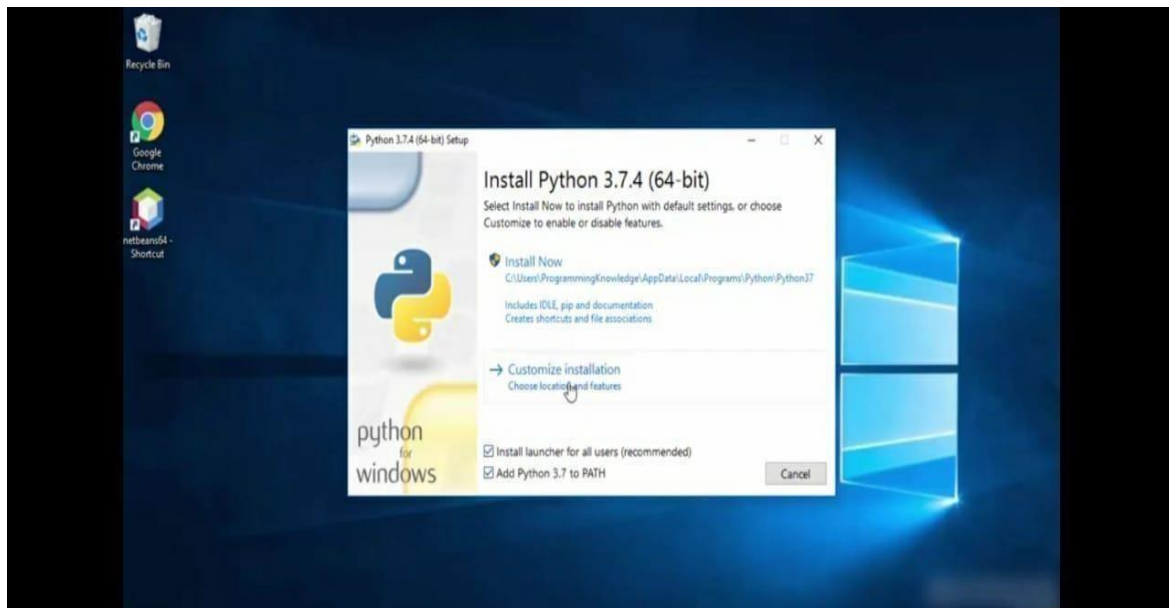 Recycle Bin
Google
Chrome
netbeans64 -
Shortcut
Python 3.7.4 (64-bit) Setup
Install Python 3.7.4 (64-bit)
Select Install Now to install Python with default settings, or choose
Customize to enable or disable features.
Install Now
C:\Users\ProgrammingKnowledge\AppData\Local\Programs\Python\Python37
Includes IDLE, pip and documentation
Creates shortcuts and file associations
Customize installation
Choose location and features
python
for
windows
Install launcher for all users (recommended)
Add Python 3.7 to PATH
Cancel